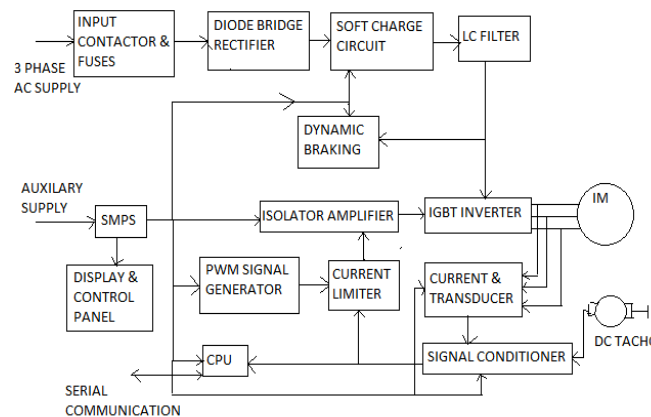 INPUT
CONTACTOR &
FUSES
DIODE BRIDGE
RECTIFIER
SOFT CHARGE
CIRCUIT
LC FILTER
3 PHASE
AC SUPPLY
DYNAMIC
BRAKING
AUXILARY
SUPPLY
SMPS
ISOLATOR AMPLIFIER
IGBT INVERTER
IM
DISPLAY &
CONTROL
PANEL
PWM SIGNAL
GENERATOR
CURRENT
LIMITER
CURRENT &
TRANSDUCER
DC TACHO
CPU
SIGNAL CONDITIONER
SERIAL
COMMUNICATION